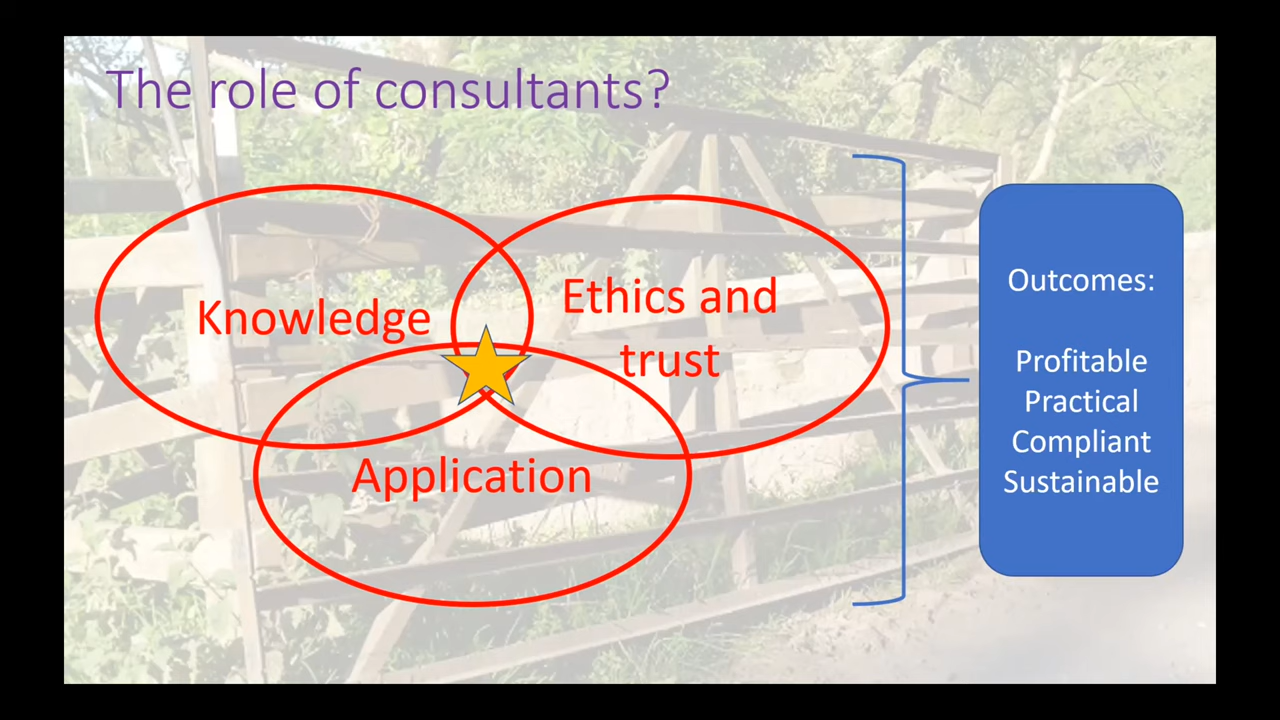 The role of consultants?
Knowledge
Ethics and
trust
Application
Outcomes:
Profitable
Practical
Compliant
Sustainable